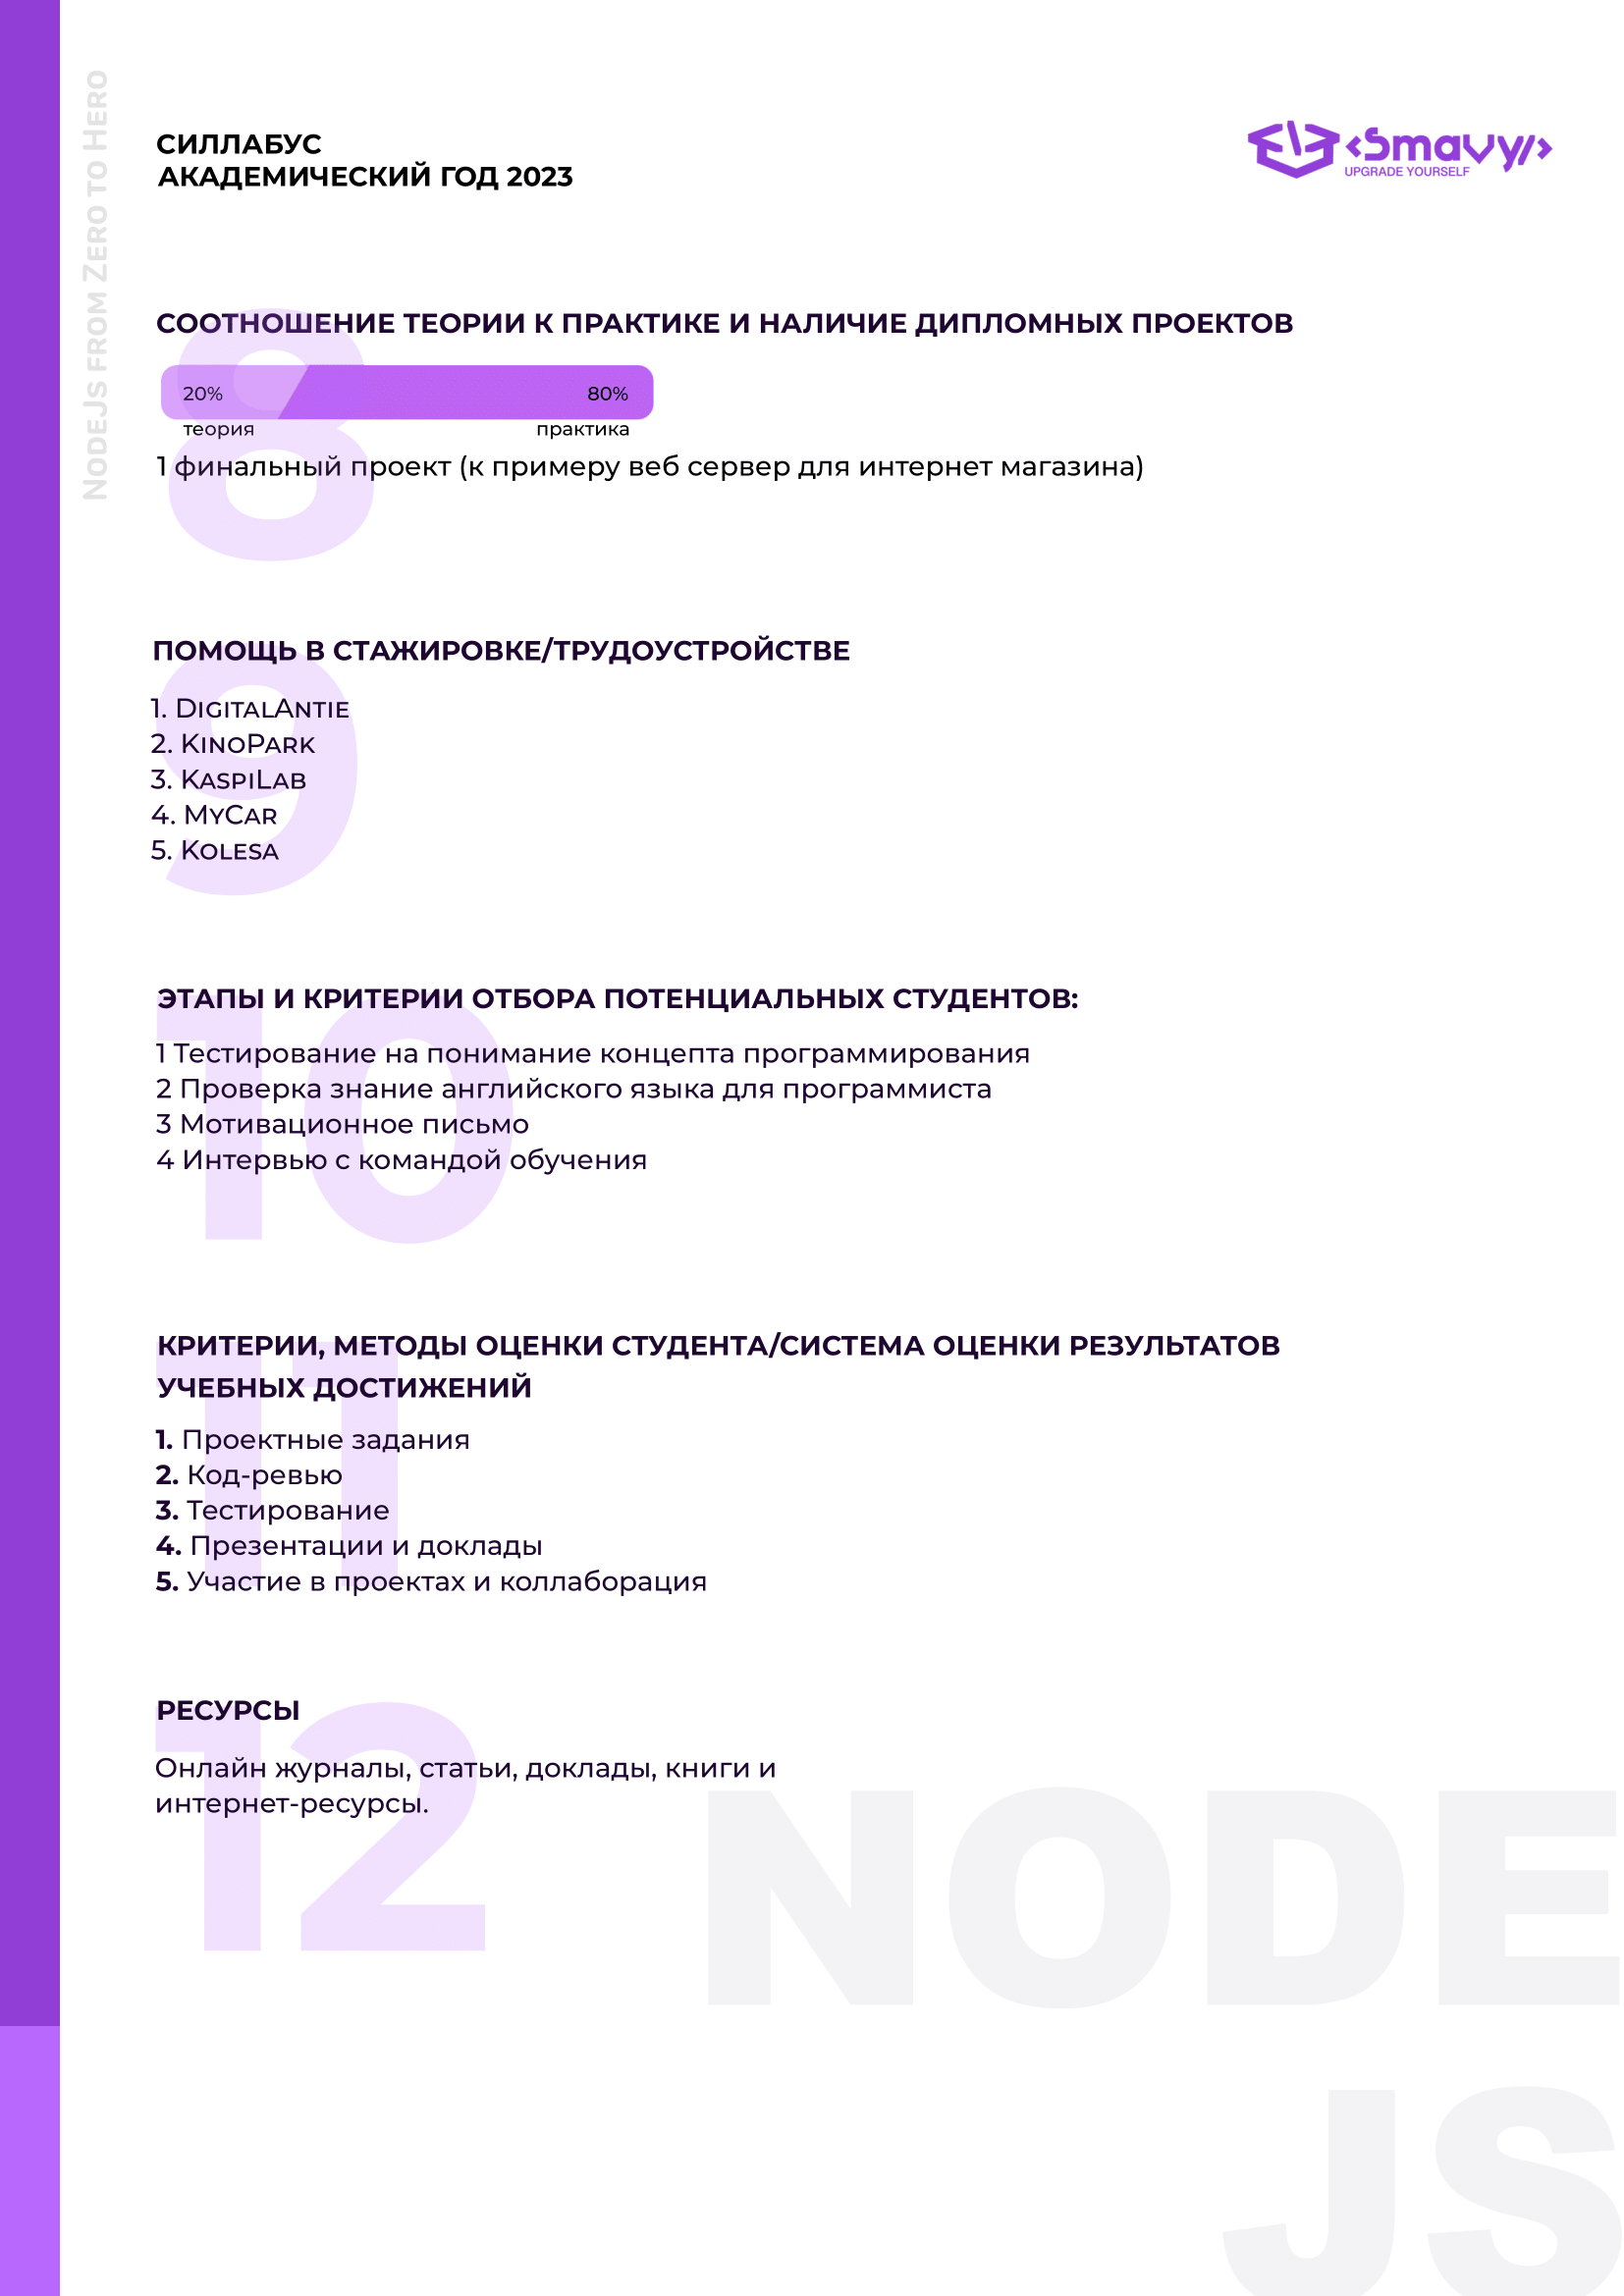 NodeJs from Zero to Hero
СИЛЛАБУС
АКАДЕМИЧЕСКИЙ ГОД 2023
<Smavy/>
UPGRADE YOURSELF
8
СООТНОШЕНИЕ ТЕОРИИ К ПРАКТИКЕ И НАЛИЧИЕ ДИПЛОМНЫХ ПРОЕКТОВ
20% 80%
теория практика
1 финальный проект (к примеру веб сервер для интернет магазина)
9
ПОМОЩЬ В СТАЖИРОВКЕ/ТРУДОУСТРОЙСТВЕ
1. DigitalAntie
2. KinoPark
3. KaspiLab
4. MyCar
5. Kolesa
10
ЭТАПЫ И КРИТЕРИИ ОТБОРА ПОТЕНЦИАЛЬНЫХ СТУДЕНТОВ:
1 Тестирование на понимание концепта программирования
2 Проверка знание английского языка для программиста
3 Мотивационное письмо
4 Интервью с командой обучения
11
КРИТЕРИИ, МЕТОДЫ ОЦЕНКИ СТУДЕНТА/СИСТЕМА ОЦЕНКИ РЕЗУЛЬТАТОВ
УЧЕБНЫХ ДОСТИЖЕНИЙ
1. Проектные задания
2. Код-ревью
3. Тестирование
4. Презентации и доклады
5. Участие в проектах и коллаборация
12
РЕСУРСЫ
Онлайн журналы, статьи, доклады, книги и
интернет-ресурсы.
NODE
JS